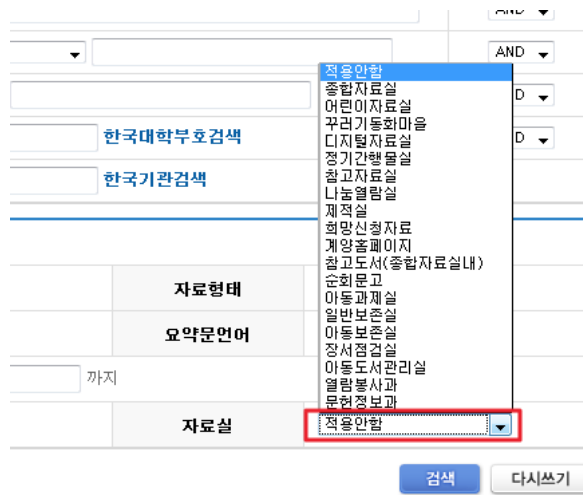 AND
AND
적용안함
종합자료실
어린이자료실
D
꾸러기동화마을
한국대학부호검색
디지털자료실
D
정기간행물실
참고자료실
한국기관검색
나눔열람실
제적실
희망신청자료
계양홈페이지
참고도서(종합자료실내)
순회문고
자료형태
아동과제실
일반보존실
요약문언어
아동보존실
장서점검실
아동도서관리실
까지
열람봉사과
문헌정보과
자료실
적용안함
검색
다시쓰기